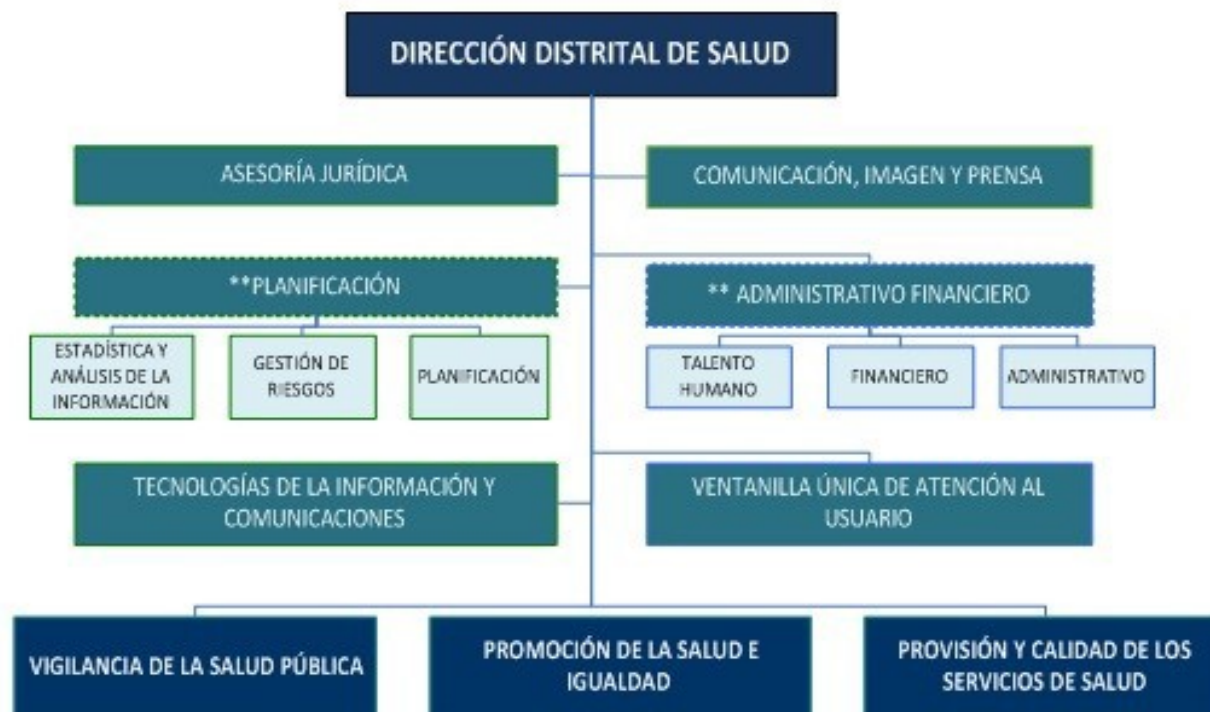 DIRECCIÓN DISTRITAL DE SALUD
ASESORÍA JURÍDICA
COMUNICACIÓN, IMAGEN Y PRENSA
**PLANIFICACIÓN
** ADMINISTRATIVO FINANCIERO
ESTADÍSTICA Y
ANÁLISIS DE LA
INFORMACIÓN
GESTIÓN DE
RIESGOS
PLANIFICACIÓN
TALENTO
HUMANO
FINANCIERO
ADMINISTRATIVO
TECNOLOGÍAS DE LA INFORMACIÓN Y
COMUNICACIONES
VENTANILLA ÚNICA DE ATENCIÓN AL
USUARIO
VIGILANCIA DE LA SALUD PÚBLICA
PROMOCIÓN DE LA SALUD E
IGUALDAD
PROVISIÓN Y CALIDAD DE LOS
SERVICIOS DE SALUD